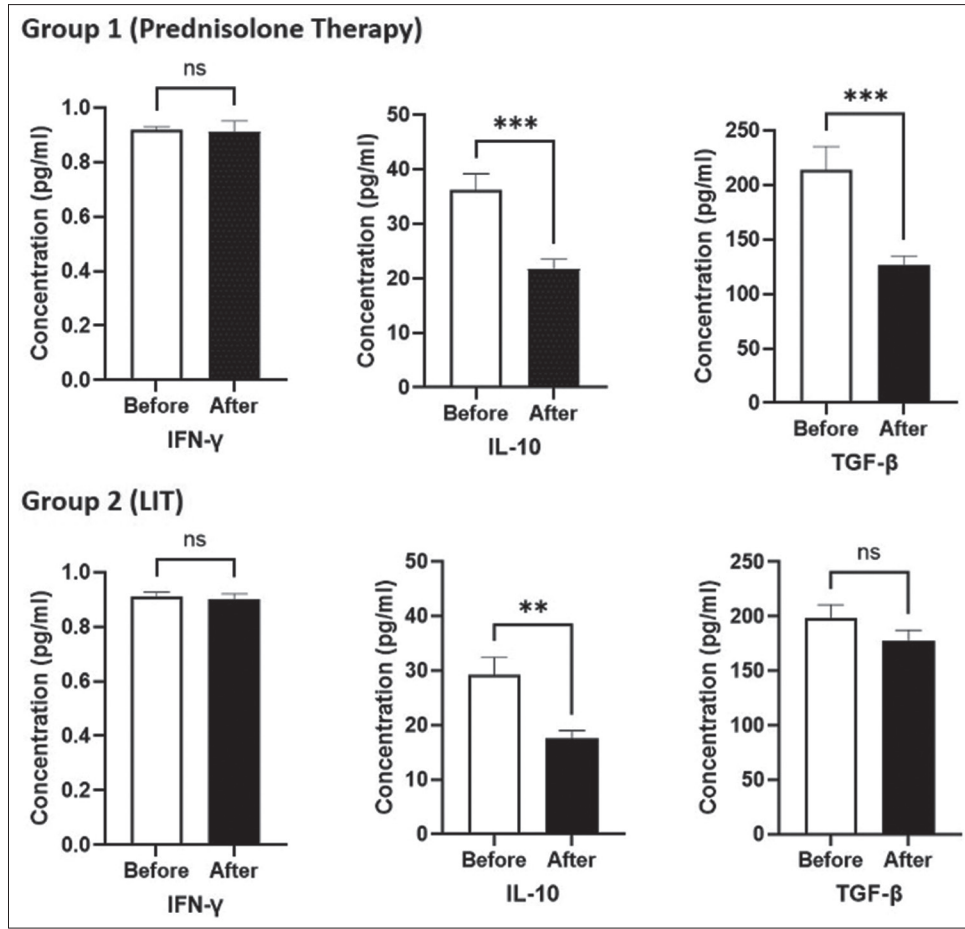 Group 1 (Prednisolone Therapy)
ns
Concentration (pg/ml)
1.0
0.8
0.6
0.4
0.2
0.0
Before After
IFN-γ
***
Concentration (pg/ml)
50
40
30
20
10
0
Before After
IL-10
***
Concentration (pg/ml)
250
200
150
100
50
0
Before After
TGF-β
Group 2 (LIT)
ns
Concentration (pg/ml)
1.0
0.8
0.6
0.4
0.2
0.0
Before After
IFN-γ
**
Concentration (pg/ml)
50
40
30
20
10
0
Before After
IL-10
ns
Concentration (pg/ml)
250
200
150
100
50
0
Before After
TGF-β